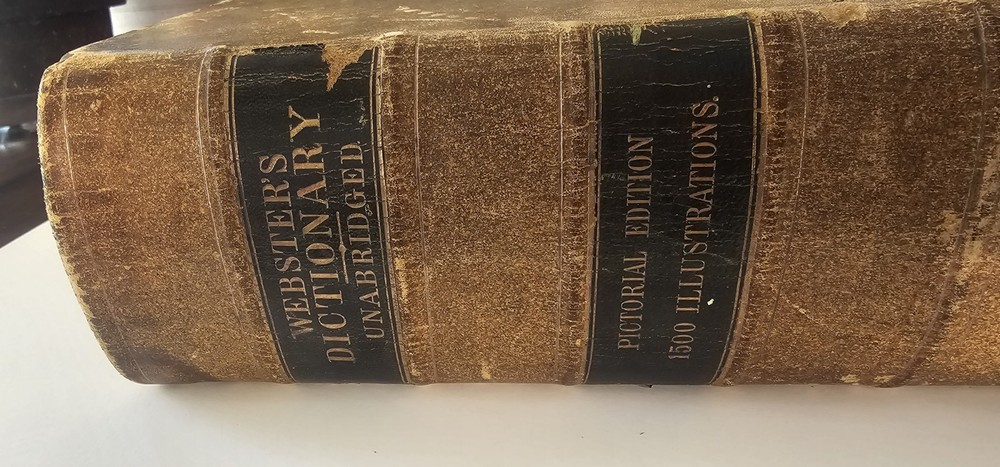 WEBSTER'S
DICTIONARY
UNABRIDGED
PICTORIAL EDITION
1500 ILLUSTRATIONS.